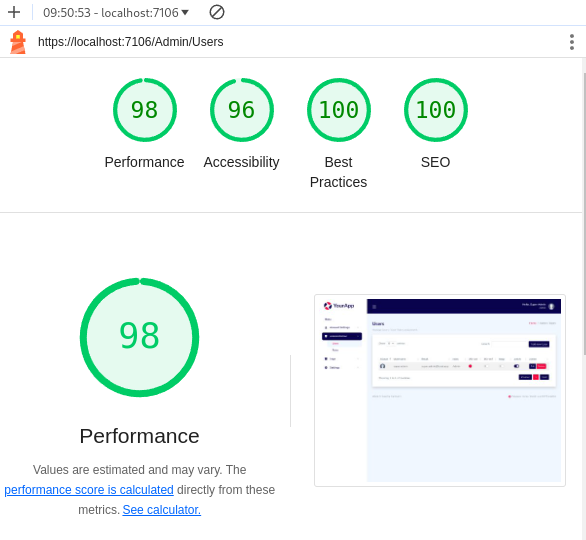 09:50:53 - localhost:7106
https://localhost:7106/Admin/Users
98
96
100
100
Performance
Accessibility
Best
Practices
SEO
98
Performance
Values are estimated and may vary. The
performance score is calculated directly from these
metrics. See calculator.
YourApp
Users